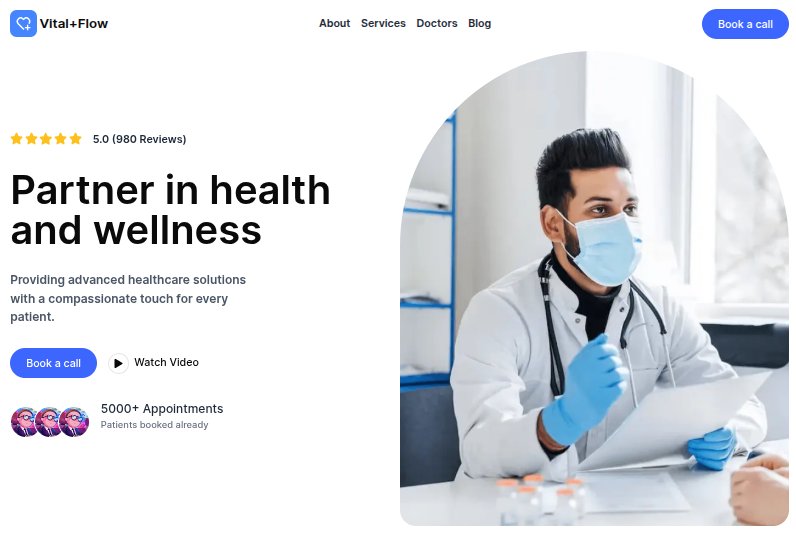 Vital+Flow
About Services Doctors Blog
Book a call
5.0 (980 Reviews)
Partner in health
and wellness
Providing advanced healthcare solutions
with a compassionate touch for every
patient.
Book a call
Watch Video
5000+ Appointments
Patients booked already